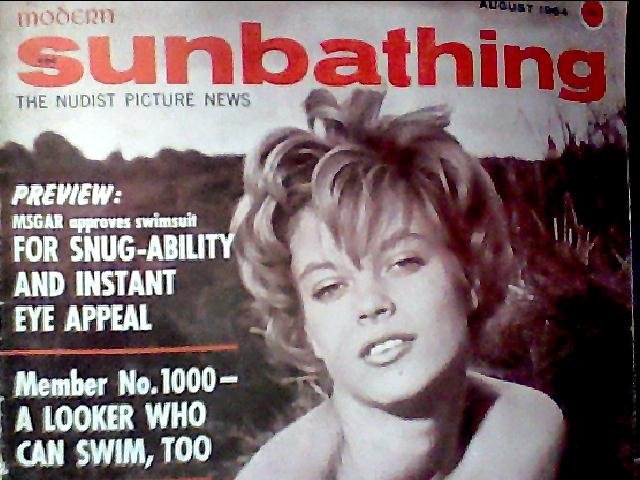 MODERN
AUGUST 1964
sunbathing
THE NUDIST PICTURE NEWS
PREVIEW:
MSGAR approves swimsuit
FOR SNUG-ABILITY
AND INSTANT
EYE APPEAL
Member No.1000–
A LOOKER WHO
CAN SWIM, TOO